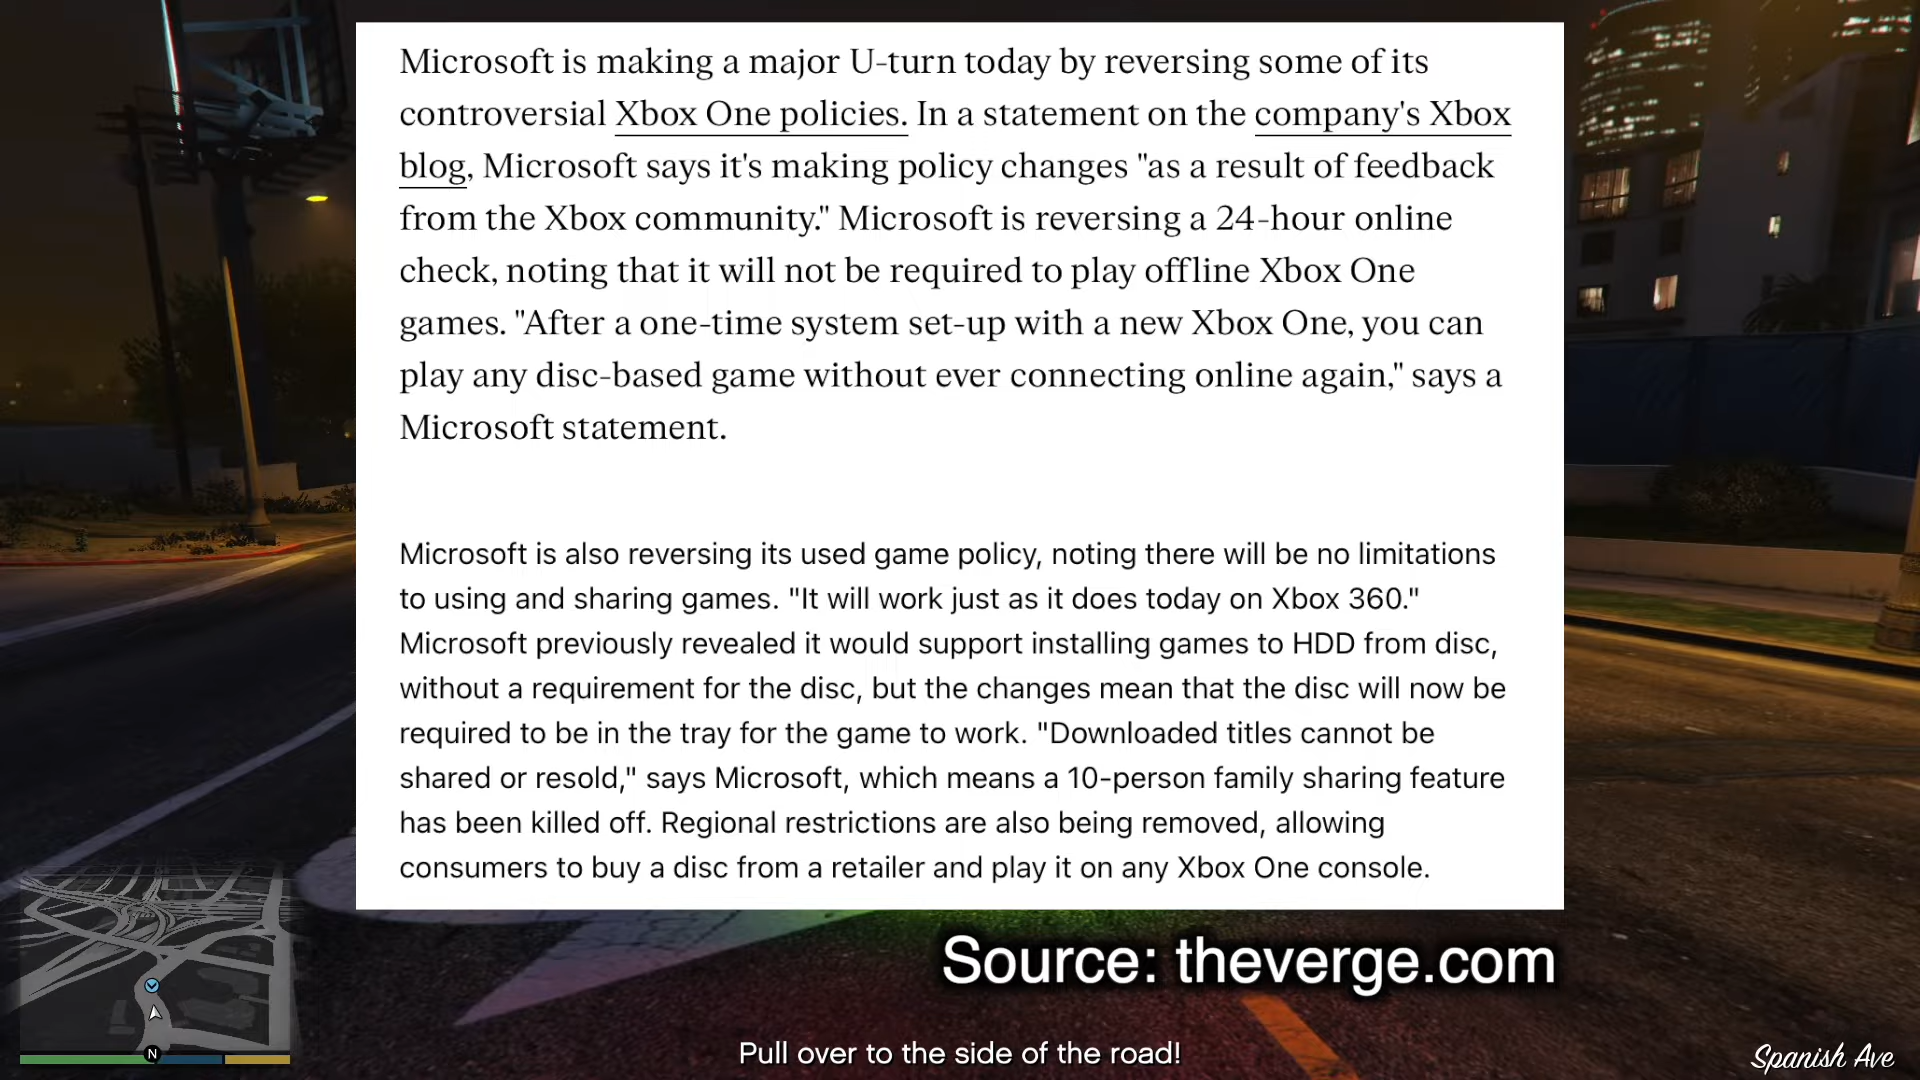 Microsoft is making a major U-turn today by reversing some of its
controversial Xbox One policies. In a statement on the company's Xbox
blog, Microsoft says it's making policy changes "as a result of feedback
from the Xbox community." Microsoft is reversing a 24-hour online
check, noting that it will not be required to play offline Xbox One
games. "After a one-time system set-up with a new Xbox One, you can
play any disc-based game without ever connecting online again," says a
Microsoft statement.
Microsoft is also reversing its used game policy, noting there will be no limitations
to using and sharing games. "It will work just as it does today on Xbox 360."
Microsoft previously revealed it would support installing games to HDD from disc,
without a requirement for the disc, but the changes mean that the disc will now be
required to be in the tray for the game to work. "Downloaded titles cannot be
shared or resold," says Microsoft, which means a 10-person family sharing feature
has been killed off. Regional restrictions are also being removed, allowing
consumers to buy a disc from a retailer and play it on any Xbox One console.
Source: theverge.com
N
Pull over to the side of the road!
Spanish Ave